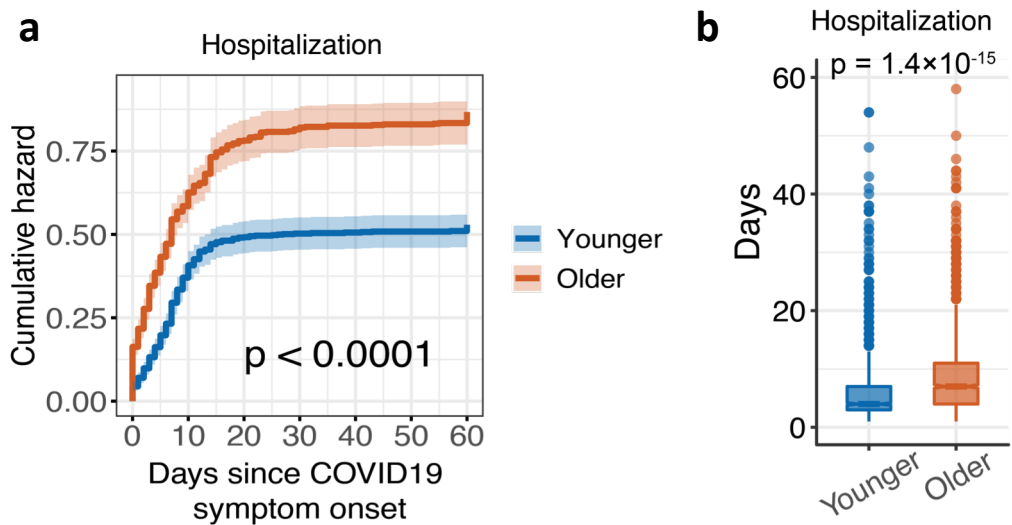 a
Hospitalization
Cumulative hazard
0.75
0.50
0.25
0.00
p < 0.0001
0 10 20 30 40 50 60
Days since COVID19
symptom onset
Younger
Older
b
Hospitalization
p = 1.4×10⁻¹⁵
Days
60
40
20
0
Younger
Older